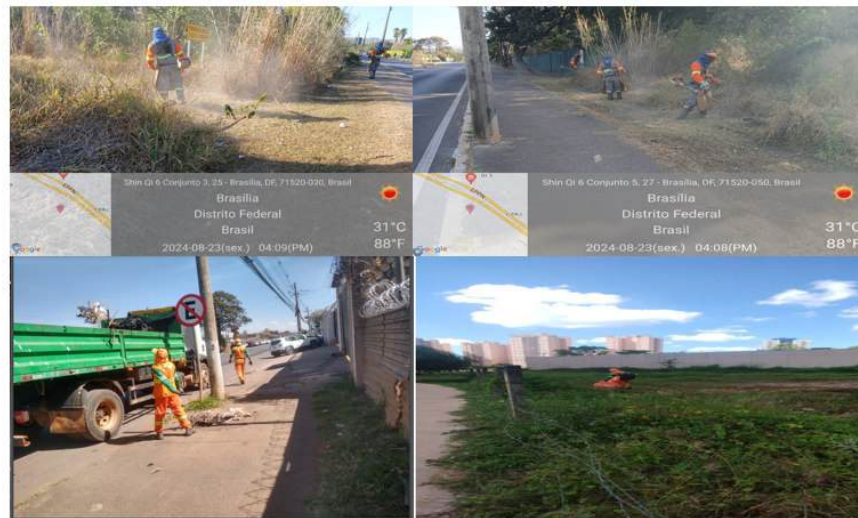 Shin Qi 6 Conjunto 3, 25 - Brasília, DF, 71520-030, Brasil
Brasília
Distrito Federal
Brasil
2024-08-23(sex.) 04:09(PM)
31°C
88°F
Google
Shin Qi 6 Conjunto 5, 27 - Brasília, DF, 71520-050, Brasil
Brasília
Distrito Federal
Brasil
2024-08-23(sex.) 04:08(PM)
31°C
88°F
Google
E